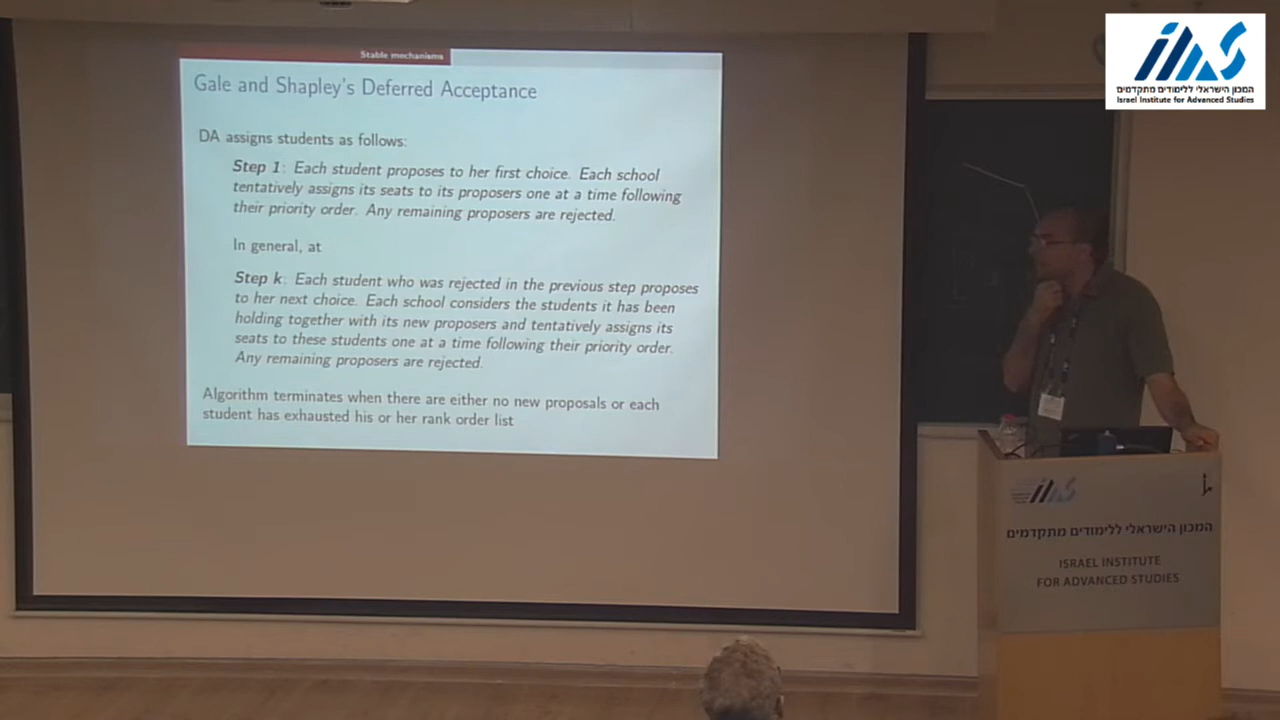 Stable mechanisms
Gale and Shapley's Deferred Acceptance
DA assigns students as follows:
Step 1: Each student proposes to her first choice. Each school
tentatively assigns its seats to its proposers one at a time following
their priority order. Any remaining proposers are rejected.
In general, at
Step k: Each student who was rejected in the previous step proposes
to her next choice. Each school considers the students it has been
holding together with its new proposers and tentatively assigns its
seats to these students one at a time following their priority order.
Any remaining proposers are rejected.
Algorithm terminates when there are either no new proposals or each
student has exhausted his or her rank order list
המכון הישראלי ללימודים מתקדמים
Israel Institute for Advanced Studies
המכון הישראלי ללימודים מתקדמים
ISRAEL INSTITUTE
FOR ADVANCED STUDIES